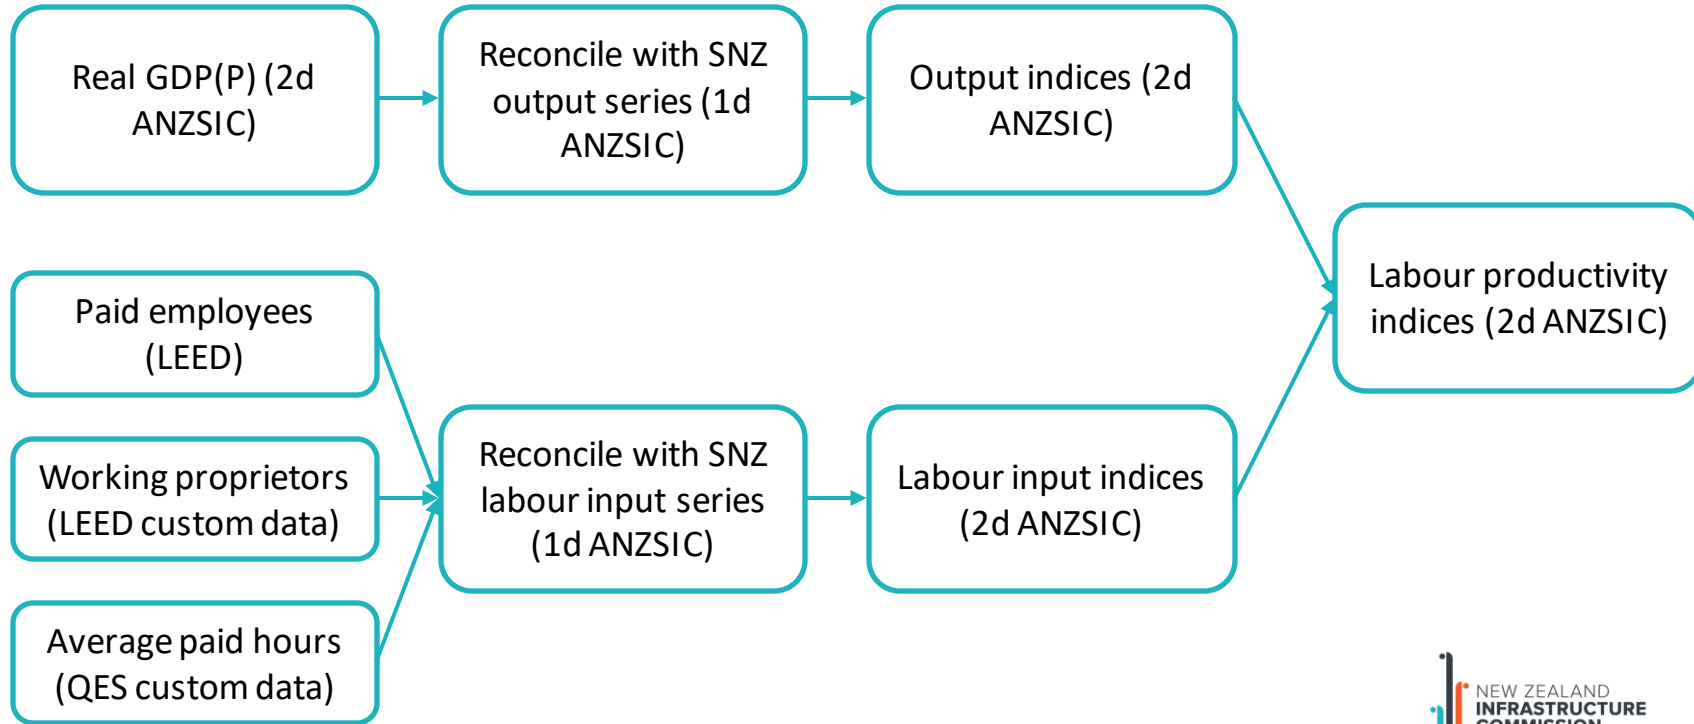 Real GDP(P) (2d
ANZSIC)
Reconcile with SNZ
output series (1d
ANZSIC)
Output indices (2d
ANZSIC)
Labour productivity
indices (2d ANZSIC)
Paid employees
(LEED)
Working proprietors
(LEED custom data)
Average paid hours
(QES custom data)
Reconcile with SNZ
labour input series
(1d ANZSIC)
Labour input indices
(2d ANZSIC)
NEW ZEALAND
INFRASTRUCTURE
COMMISSION